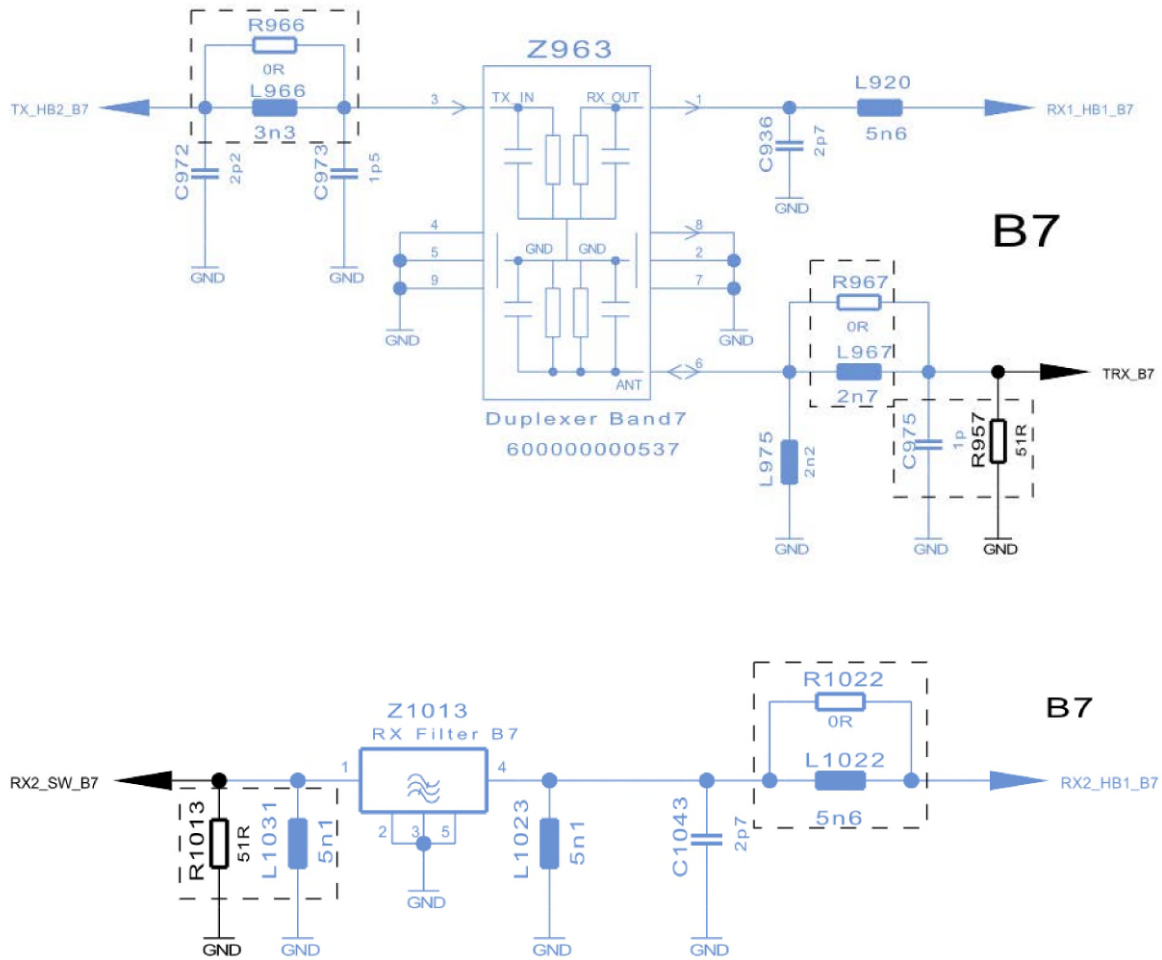 R966
0R
L966
3n3
TX_HB2_B7
C972
2p2
C973
1p5
GND
GND
Z963
3
TX_IN
RX_OUT
1
4
5
9
GND
GND
GND
8
2
7
GND
ANT
6
Duplexer Band7
600000000537
L920
5n6
RX1_HB1_B7
C936
2p7
GND
B7
R967
0R
L967
2n7
TRX_B7
L975
2n2
C975
1p
R957
51R
GND
GND
GND
RX2_SW_B7
R1013
51R
L1031
5n1
GND
GND
Z1013
RX Filter B7
1
4
2
3
5
GND
L1023
5n1
GND
C1043
2p7
GND
R1022
0R
L1022
5n6
B7
RX2_HB1_B7